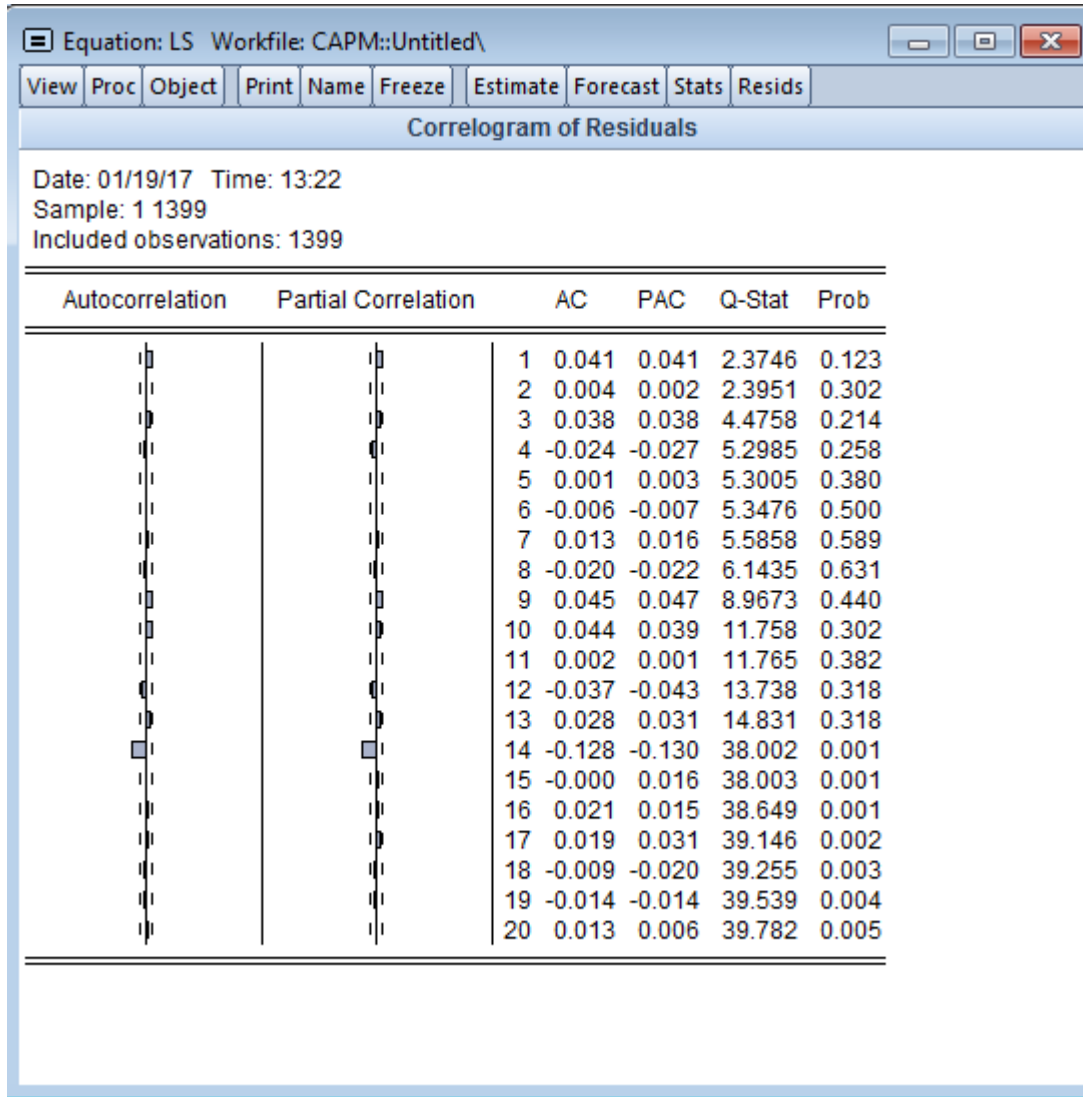 Equation: LS Workfile: CAPM::Untitled\
View Proc Object Print Name Freeze Estimate Forecast Stats Resids
Correlogram of Residuals
Date: 01/19/17 Time: 13:22
Sample: 1 1399
Included observations: 1399
Autocorrelation Partial Correlation AC PAC Q-Stat Prob
1 0.041 0.041 2.3746 0.123
2 0.004 0.002 2.3951 0.302
3 0.038 0.038 4.4758 0.214
4 -0.024 -0.027 5.2985 0.258
5 0.001 0.003 5.3005 0.380
6 -0.006 -0.007 5.3476 0.500
7 0.013 0.016 5.5858 0.589
8 -0.020 -0.022 6.1435 0.631
9 0.045 0.047 8.9673 0.440
10 0.044 0.039 11.758 0.302
11 0.002 0.001 11.765 0.382
12 -0.037 -0.043 13.738 0.318
13 0.028 0.031 14.831 0.318
14 -0.128 -0.130 38.002 0.001
15 -0.000 0.016 38.003 0.001
16 0.021 0.015 38.649 0.001
17 0.019 0.031 39.146 0.002
18 -0.009 -0.020 39.255 0.003
19 -0.014 -0.014 39.539 0.004
20 0.013 0.006 39.782 0.005